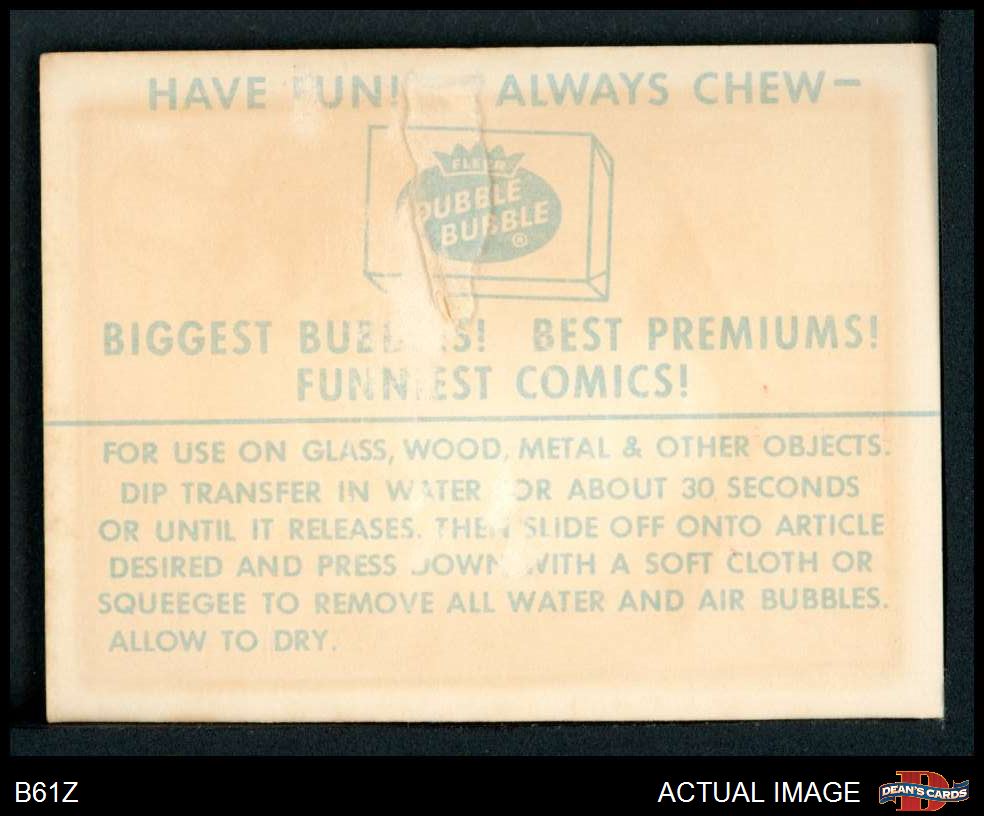 HAVE FUN! ALWAYS CHEW—
FLEER
DUBBLE
BUBBLE
®
BIGGEST BUBBLES! BEST PREMIUMS!
FUNNIEST COMICS!
FOR USE ON GLASS, WOOD, METAL & OTHER OBJECTS.
DIP TRANSFER IN WATER FOR ABOUT 30 SECONDS
OR UNTIL IT RELEASES. THEN SLIDE OFF ONTO ARTICLE
DESIRED AND PRESS DOWN WITH A SOFT CLOTH OR
SQUEEGEE TO REMOVE ALL WATER AND AIR BUBBLES.
ALLOW TO DRY.
B61Z ACTUAL IMAGE DEAN'S CARDS